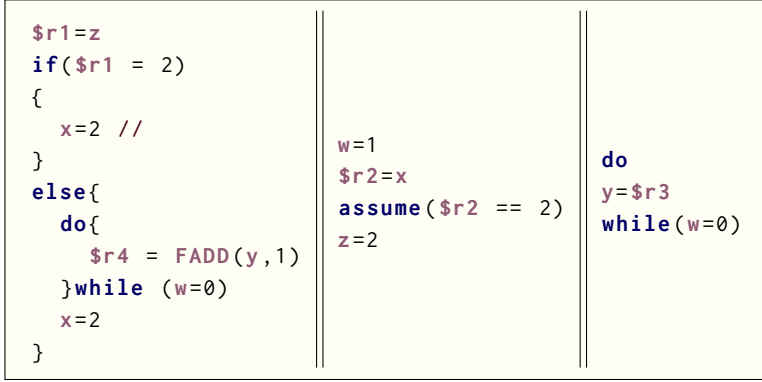 $r1=z
if($r1 = 2)
{
x=2 //
}
else{
do{
$r4 = FADD(y,1)
}while (w=0)
x=2
}
w=1
$r2=x
assume($r2 == 2)
z=2
do
y=$r3
while(w=0)